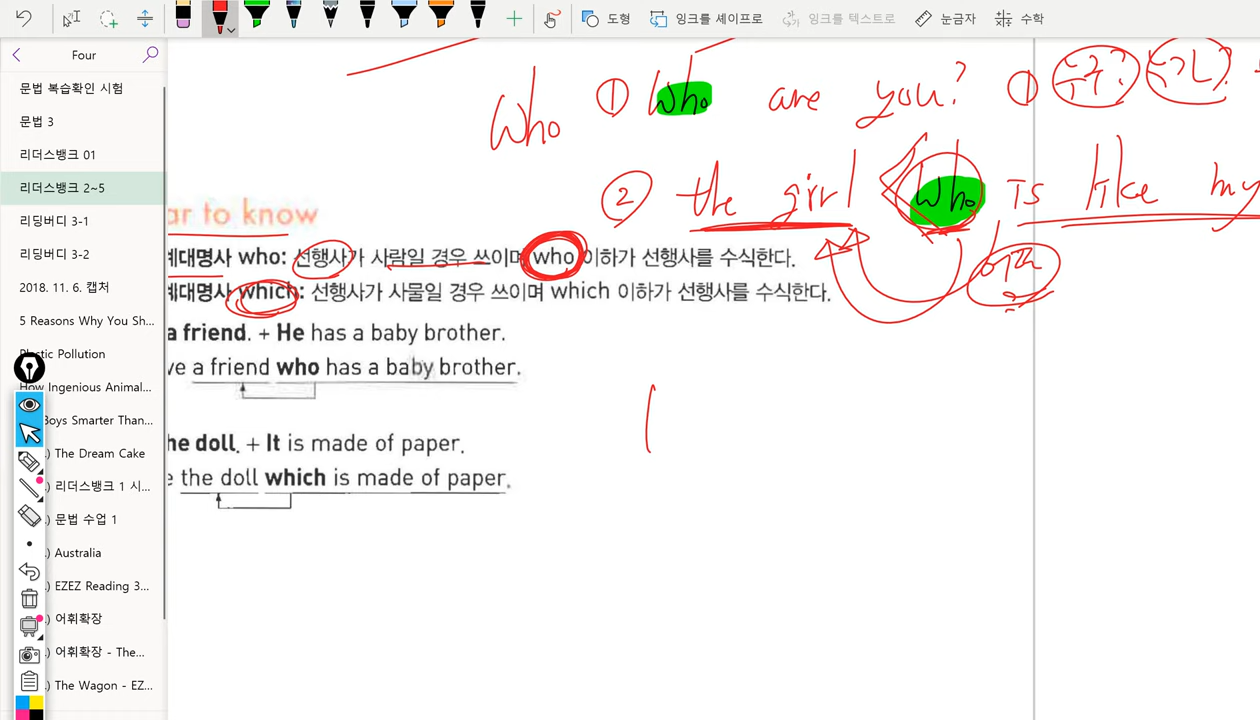 도형
잉크를 셰이프로
잉크를 텍스트로
눈금자
수학
Four
문법 복습확인 시험
문법 3
리더스뱅크 01
리더스뱅크 2~5
리딩버디 3-1
리딩버디 3-2
2018. 11. 6. 캡처
5 Reasons Why You Sh...
Plastic Pollution
How Ingenious Animal...
Boys Smarter Than...
.) The Dream Cake
.) 리더스뱅크 1 시...
.) 문법 수업 1
.) Australia
.) EZEZ Reading 3...
.) 어휘확장
.) 어휘확장 - The...
.) The Wagon - EZ...
who ① Who are you? ①
② the girl who is like my
ar to know
계대명사 who: 선행사가 사람일 경우 쓰이며 who 이하가 선행사를 수식한다.
계대명사 which: 선행사가 사물일 경우 쓰이며 which 이하가 선행사를 수식한다.
a friend. + He has a baby brother.
ve a friend who has a baby brother.
he doll. + It is made of paper.
e the doll which is made of paper.